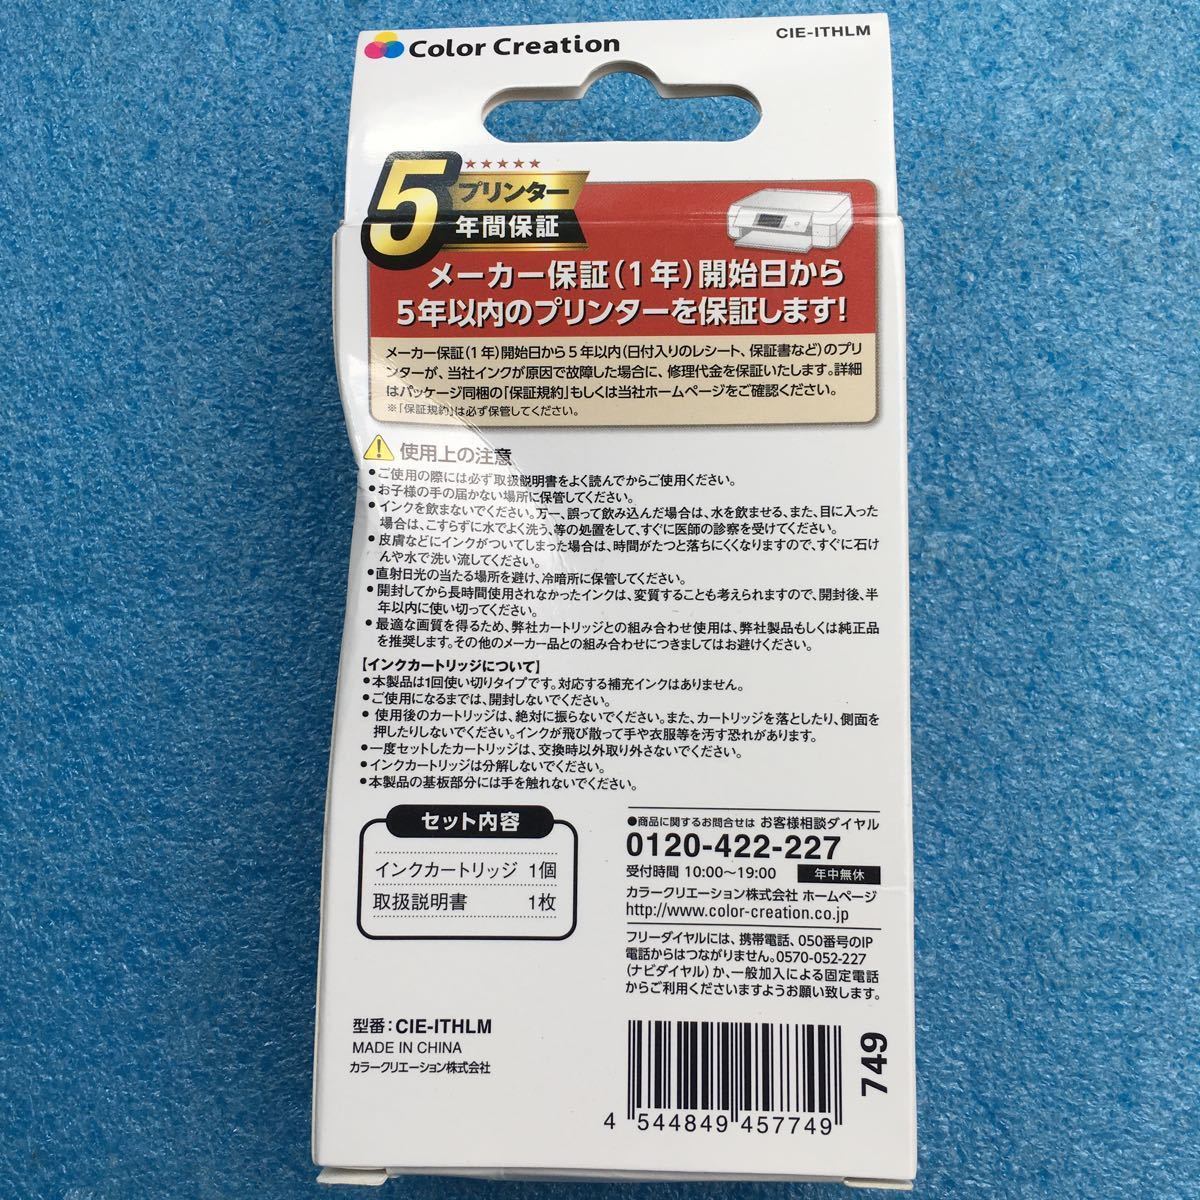 Color Creation
CIE-ITHLM
5
プリンター
年間保証
メーカー保証(1年)開始日から
5年以内のプリンターを保証します!
メーカー保証(1年)開始日から5年以内(日付入りのレシート、保証書など)のプリ
ンターが、当社インクが原因で故障した場合に、修理代金を保証いたします。詳細
はパッケージ同梱の「保証規約」もしくは当社ホームページをご確認ください。
※「保証規約」は必ず保管してください。
使用上の注意
●ご使用の際には必ず取扱説明書をよく読んでからご使用ください。
●お子様の手の届かない場所に保管してください。
●インクを飲まないでください。万一、誤って飲み込んだ場合は、水を飲ませる、また、目に入った
場合は、こすらずに水でよく洗う、等の処置をして、すぐに医師の診察を受けてください。
●皮膚などにインクがついてしまった場合は、時間がたつと落ちにくくなりますので、すぐに石け
んや水で洗い流してください。
●直射日光の当たる場所を避け、冷暗所に保管してください。
●開封してから長時間使用されなかったインクは、変質することも考えられますので、開封後、半
年以内に使い切ってください。
●最適な画質を得るため、弊社カートリッジとの組み合わせ使用は、弊社製品もしくは純正品
を推奨します。その他のメーカー品との組み合わせにつきましてはお避けください。
【インクカートリッジについて】
●本製品は1回使い切りタイプです。対応する補充インクはありません。
●ご使用になるまでは、開封しないでください。
●使用後のカートリッジは、絶対に振らないでください。また、カートリッジを落としたり、側面を
押したりしないでください。インクが飛び散って手や衣服等を汚す恐れがあります。
●一度セットしたカートリッジは、交換時以外取り外さないでください。
●インクカートリッジは分解しないでください。
●本製品の基板部分には手を触れないでください。
セット内容
インクカートリッジ 1個
取扱説明書 1枚
●商品に関するお問合せは お客様相談ダイヤル
0120-422-227
受付時間 10:00〜19:00 年中無休
カラークリエーション株式会社 ホームページ
http://www.color-creation.co.jp
フリーダイヤルには、携帯電話、050番号のIP
電話からはつながりません。0570-052-227
(ナビダイヤル)か、一般加入による固定電話
からご利用くださいますようお願い致します。
型番:CIE-ITHLM
MADE IN CHINA
カラークリエーション株式会社
749
4 544849 457749